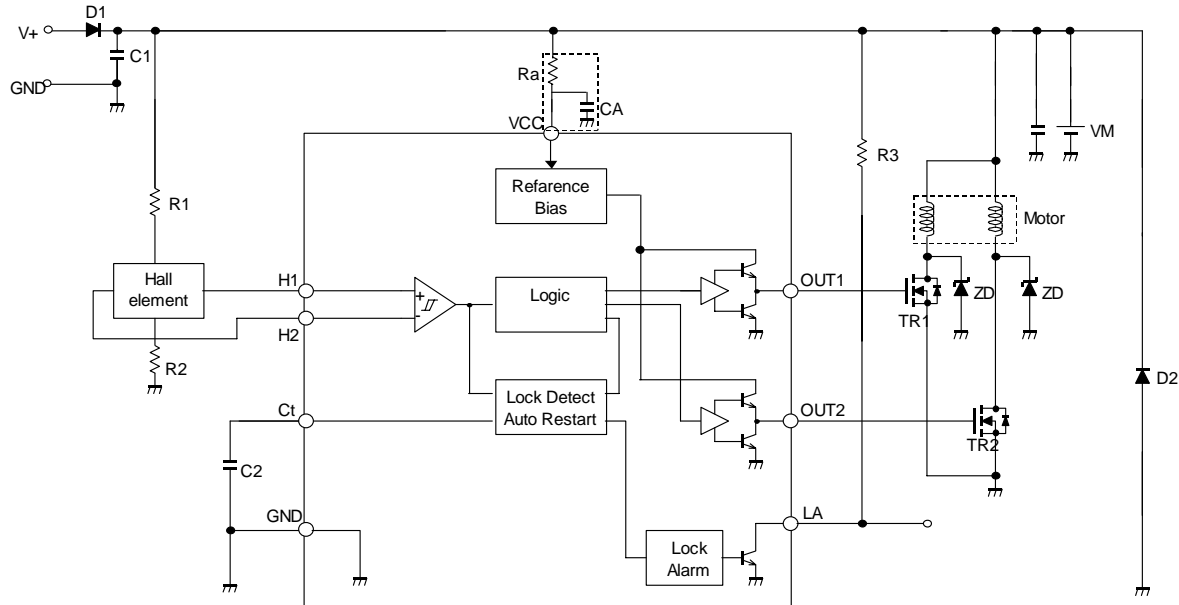 D1
V+
C1
GND
Ra
CA
VCC
R3
VM
R1
Refarence
Bias
Motor
Hall
element
H1
H2
+
-
Logic
OUT1
ZD
ZD
TR1
R2
Ct
Lock Detect
Auto Restart
OUT2
D2
TR2
C2
GND
LA
Lock
Alarm